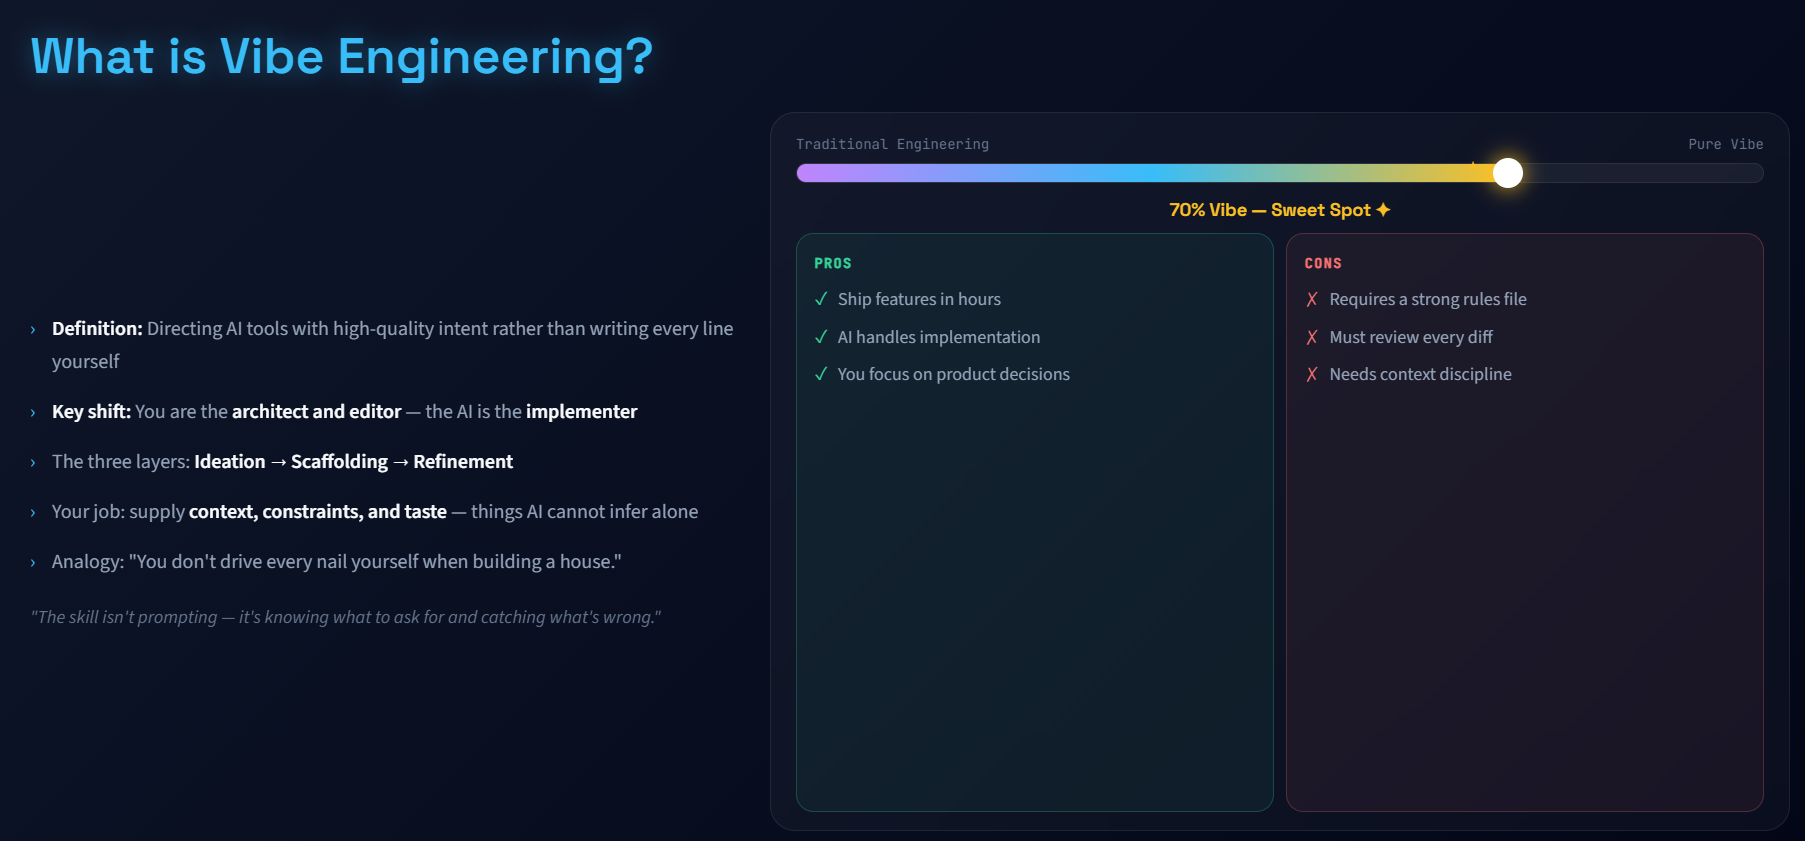 What is Vibe Engineering?
› Definition: Directing AI tools with high-quality intent rather than writing every line
yourself
› Key shift: You are the architect and editor — the AI is the implementer
› The three layers: Ideation → Scaffolding → Refinement
› Your job: supply context, constraints, and taste — things AI cannot infer alone
› Analogy: "You don't drive every nail yourself when building a house."
"The skill isn't prompting — it's knowing what to ask for and catching what's wrong."
Traditional Engineering
Pure Vibe
70% Vibe — Sweet Spot ✦
PROS
✓ Ship features in hours
✓ AI handles implementation
✓ You focus on product decisions
CONS
✗ Requires a strong rules file
✗ Must review every diff
✗ Needs context discipline